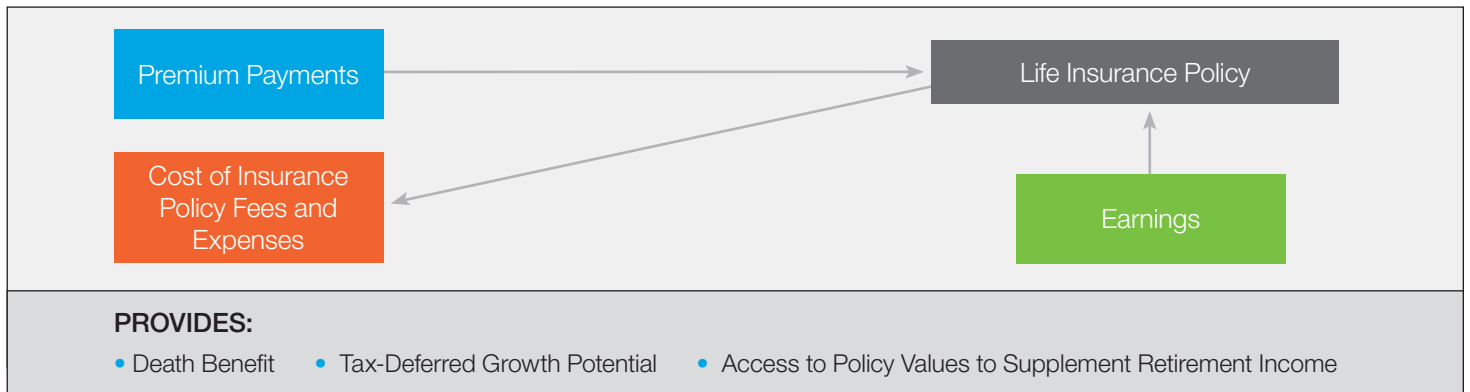 Premium Payments
Life Insurance Policy
Cost of Insurance
Policy Fees and
Expenses
Earnings
PROVIDES:
• Death Benefit • Tax-Deferred Growth Potential • Access to Policy Values to Supplement Retirement Income